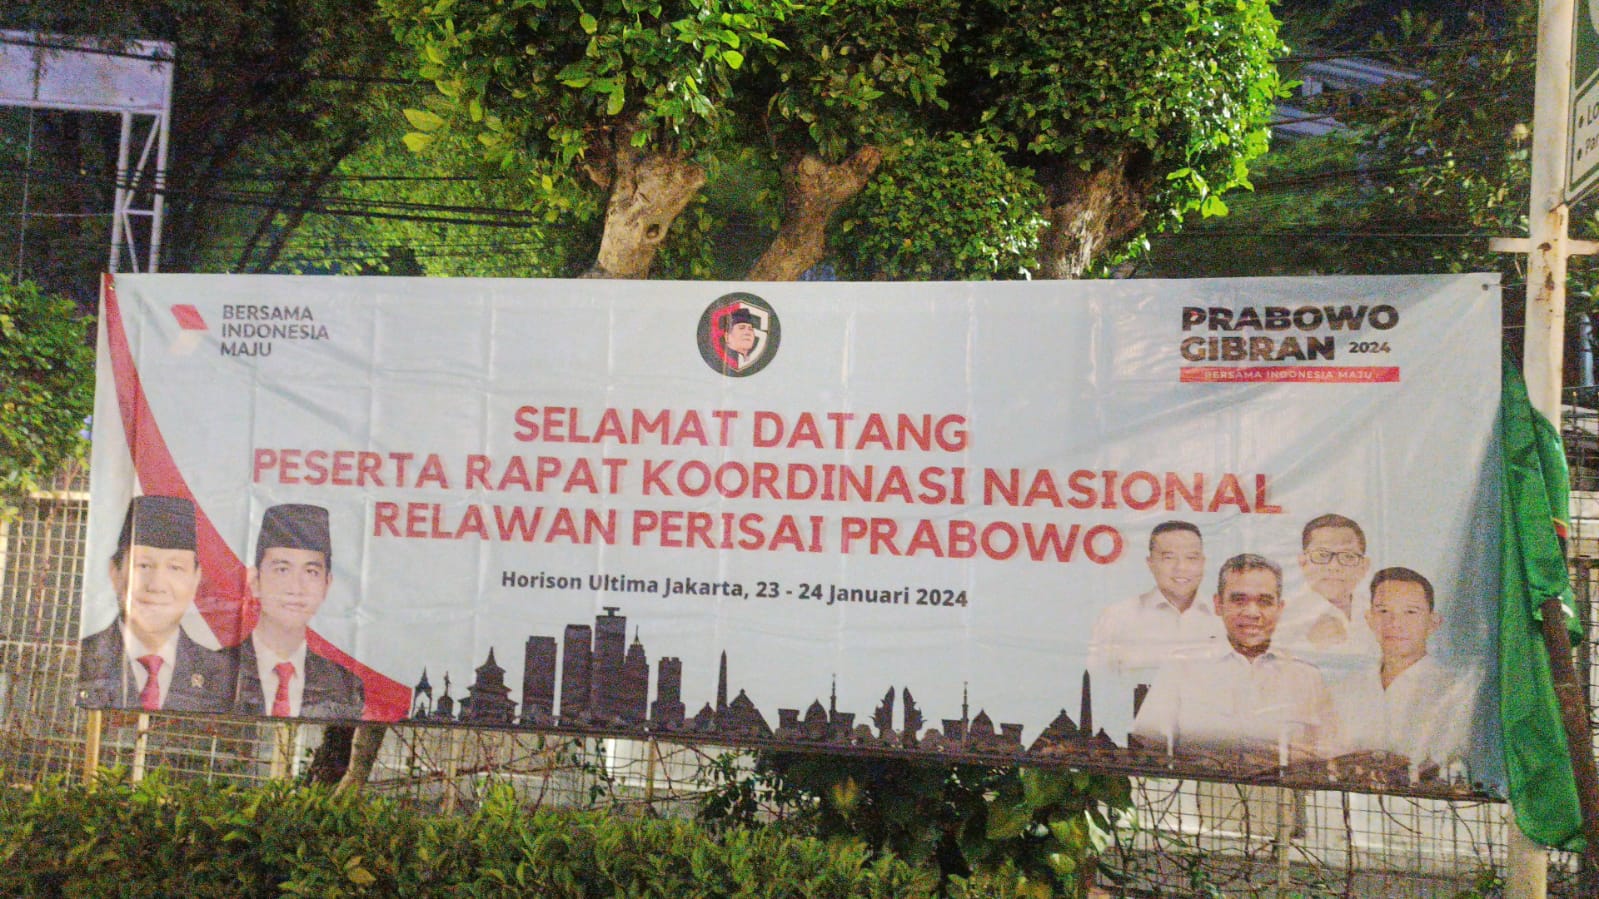 BERSAMA
INDONESIA
MAJU
PRABOWO
GIBRAN 2024
BERSAMA INDONESIA MAJU
SELAMAT DATANG
PESERTA RAPAT KOORDINASI NASIONAL
RELAWAN PERISAI PRABOWO
Horison Ultima Jakarta, 23 - 24 Januari 2024